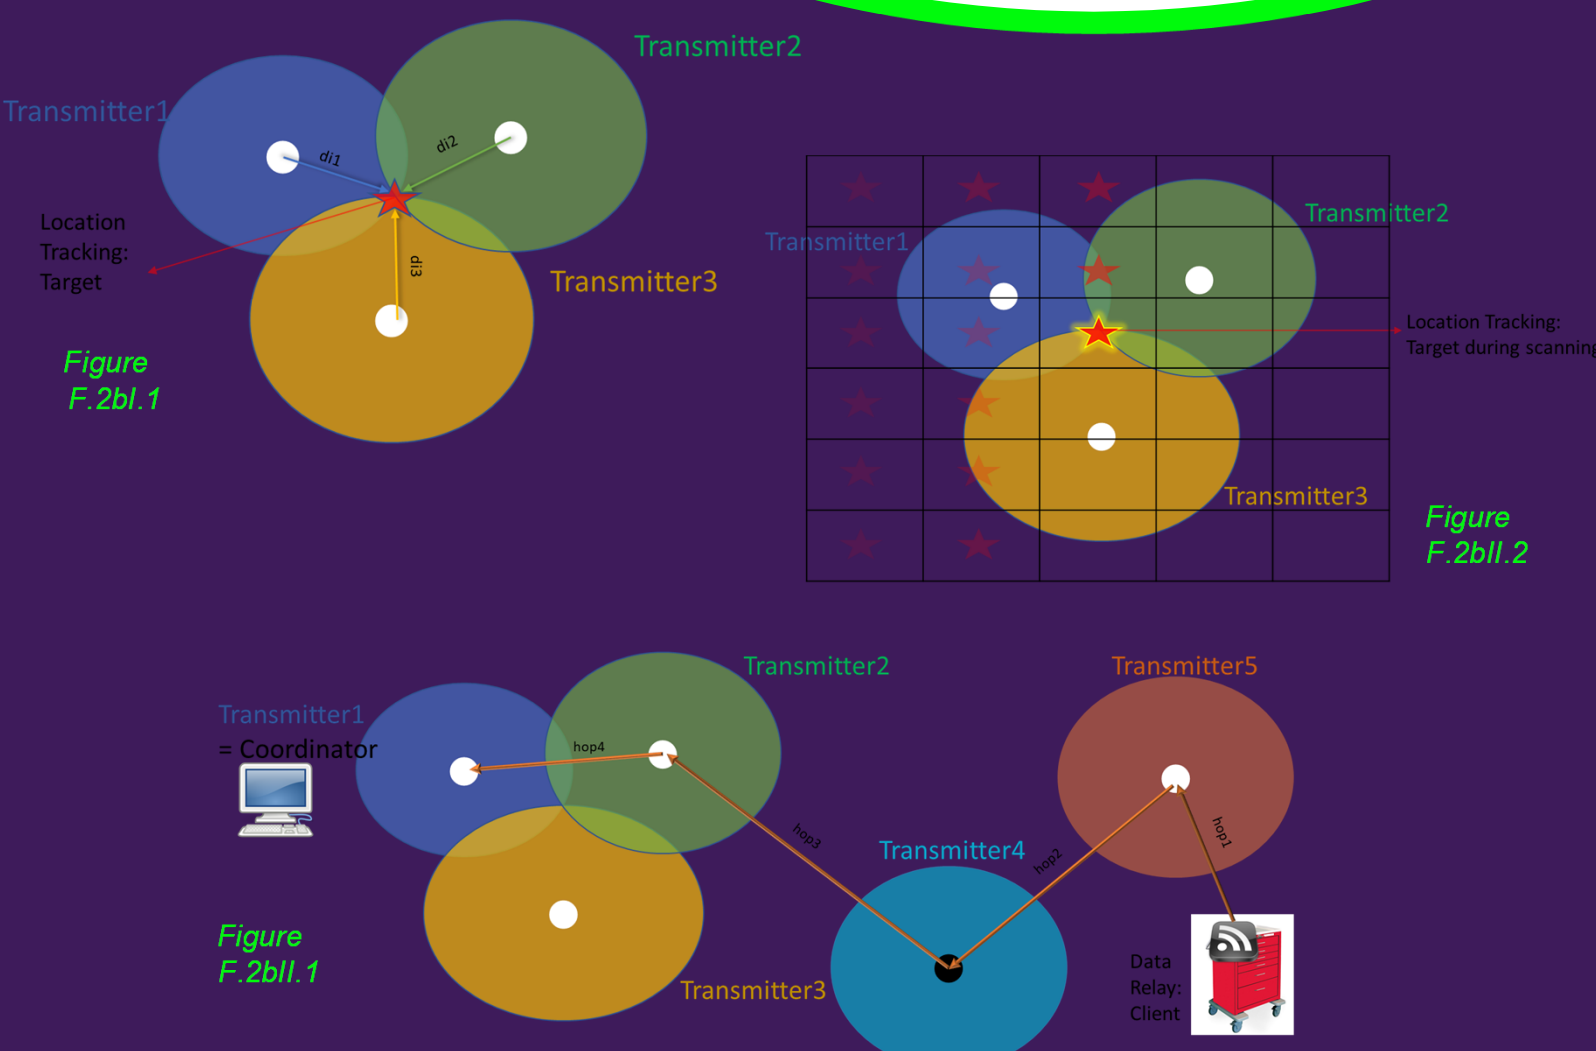 Transmitter2
Transmitter1
di1
di2
Location
Tracking:
Target
di3
Transmitter3
Figure
F.2bI.1
Transmitter2
Transmitter1
Location Tracking:
Target during scanning
Transmitter3
Figure
F.2bII.2
Transmitter2
Transmitter5
Transmitter1
= Coordinator
hop4
hop3
Transmitter4
hop2
hop1
Figure
F.2bII.1
Transmitter3
Data
Relay:
Client